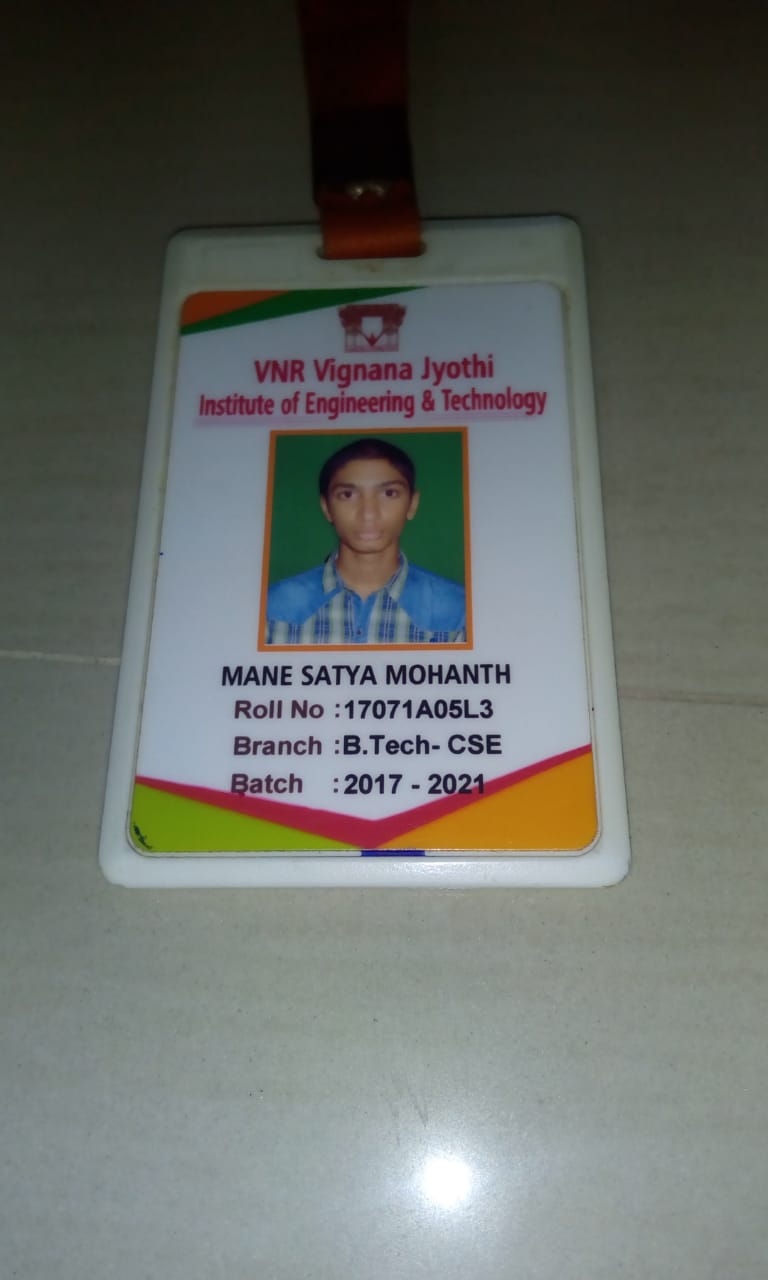 VNR Vignana Jyothi
Institute of Engineering & Technology
MANE SATYA MOHANTH
Roll No : 17071A05L3
Branch : B.Tech- CSE
Batch : 2017 - 2021